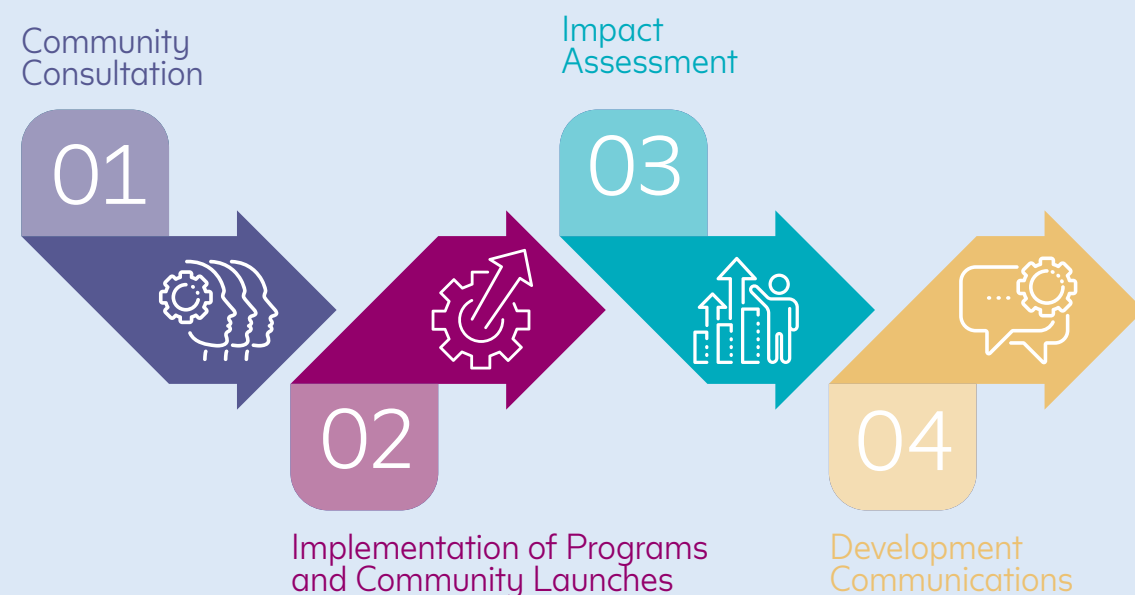 Community
Consultation
01
02
Implementation of Programs
and Community Launches
Impact
Assessment
03
04
Development
Communications